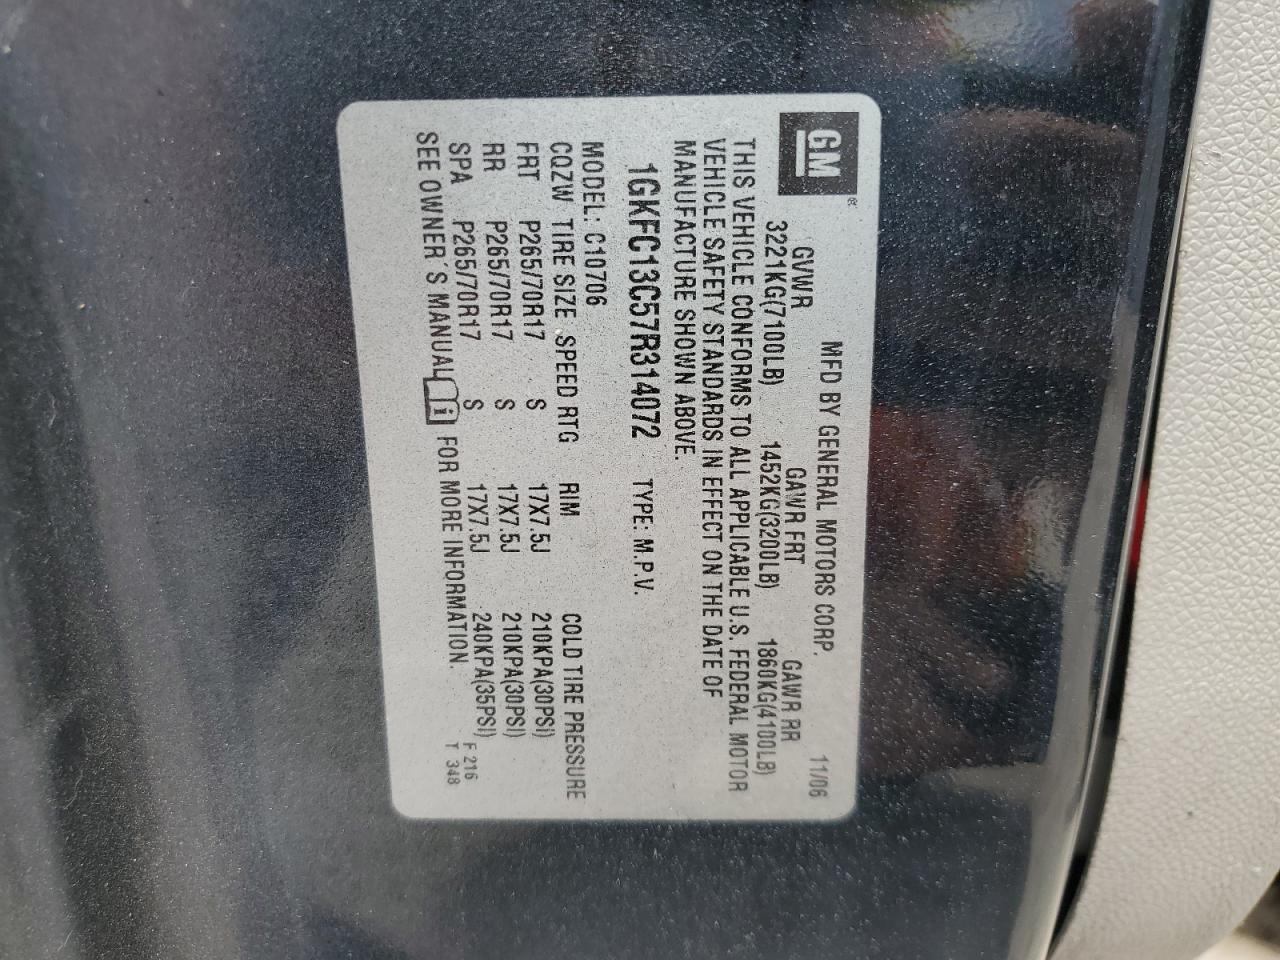 GM ®
MFD BY GENERAL MOTORS CORP. 11/06
GVWR GAWR FRT GAWR RR
3221KG(7100LB) 1452KG(3200LB) 1860KG(4100LB)
THIS VEHICLE CONFORMS TO ALL APPLICABLE U.S. FEDERAL MOTOR
VEHICLE SAFETY STANDARDS IN EFFECT ON THE DATE OF
MANUFACTURE SHOWN ABOVE.
1GKFC13C57R314072 TYPE: M.P.V.
MODEL: C10706
CQZW TIRE SIZE SPEED RTG RIM COLD TIRE PRESSURE
FRT P265/70R17 S 17X7.5J 210KPA(30PSI)
RR P265/70R17 S 17X7.5J 210KPA(30PSI)
SPA P265/70R17 S 17X7.5J 240KPA(35PSI)
SEE OWNER'S MANUAL i FOR MORE INFORMATION.
F 216
T 348